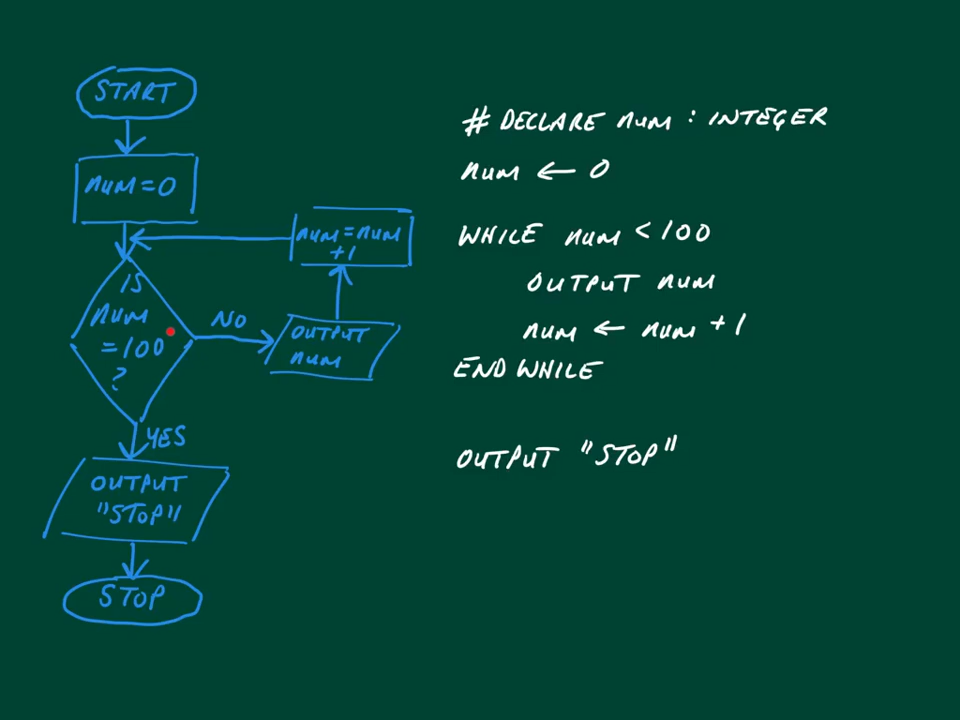 START
num = 0
IS
num
= 100
?
NO
OUTPUT
num
num = num
+1
YES
OUTPUT
"STOP"
STOP
# DECLARE num : INTEGER
num ← 0
WHILE num < 100
OUTPUT num
num ← num + 1
END WHILE
OUTPUT "STOP"